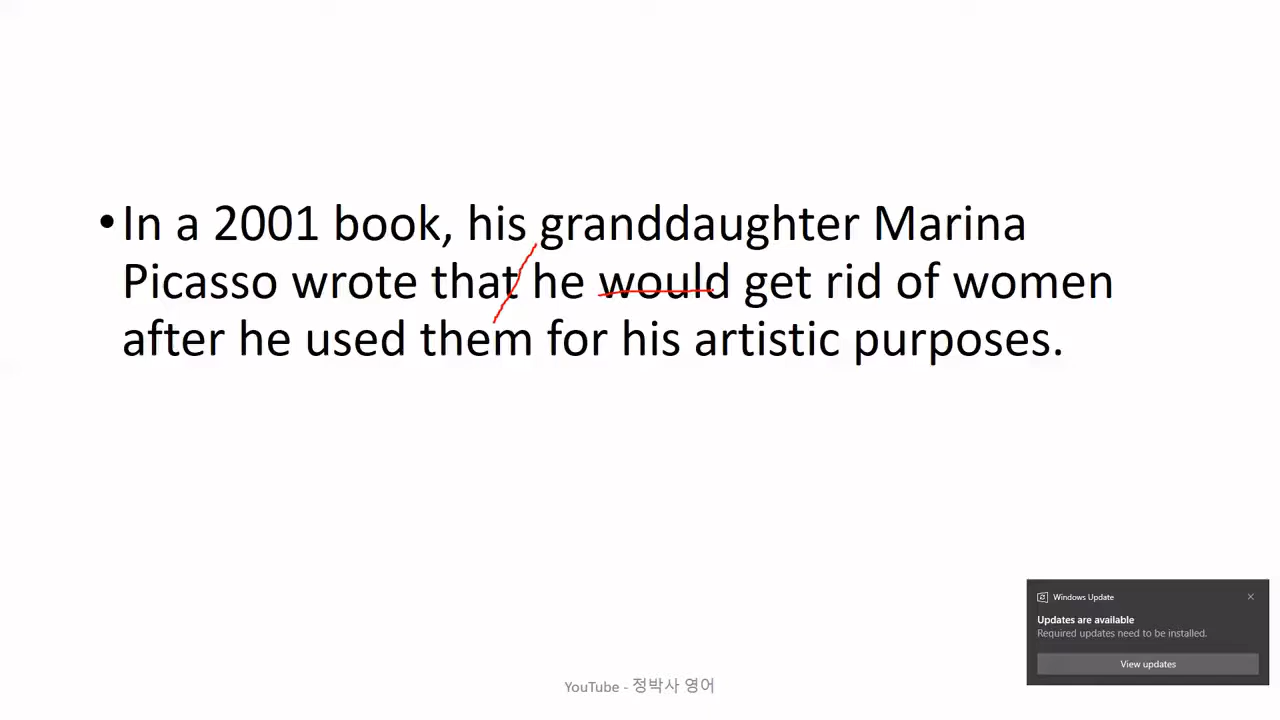 •In a 2001 book, his granddaughter Marina
Picasso wrote that he would get rid of women
after he used them for his artistic purposes.
Windows Update
Updates are available
Required updates need to be installed.
View updates
YouTube - 정박사 영어